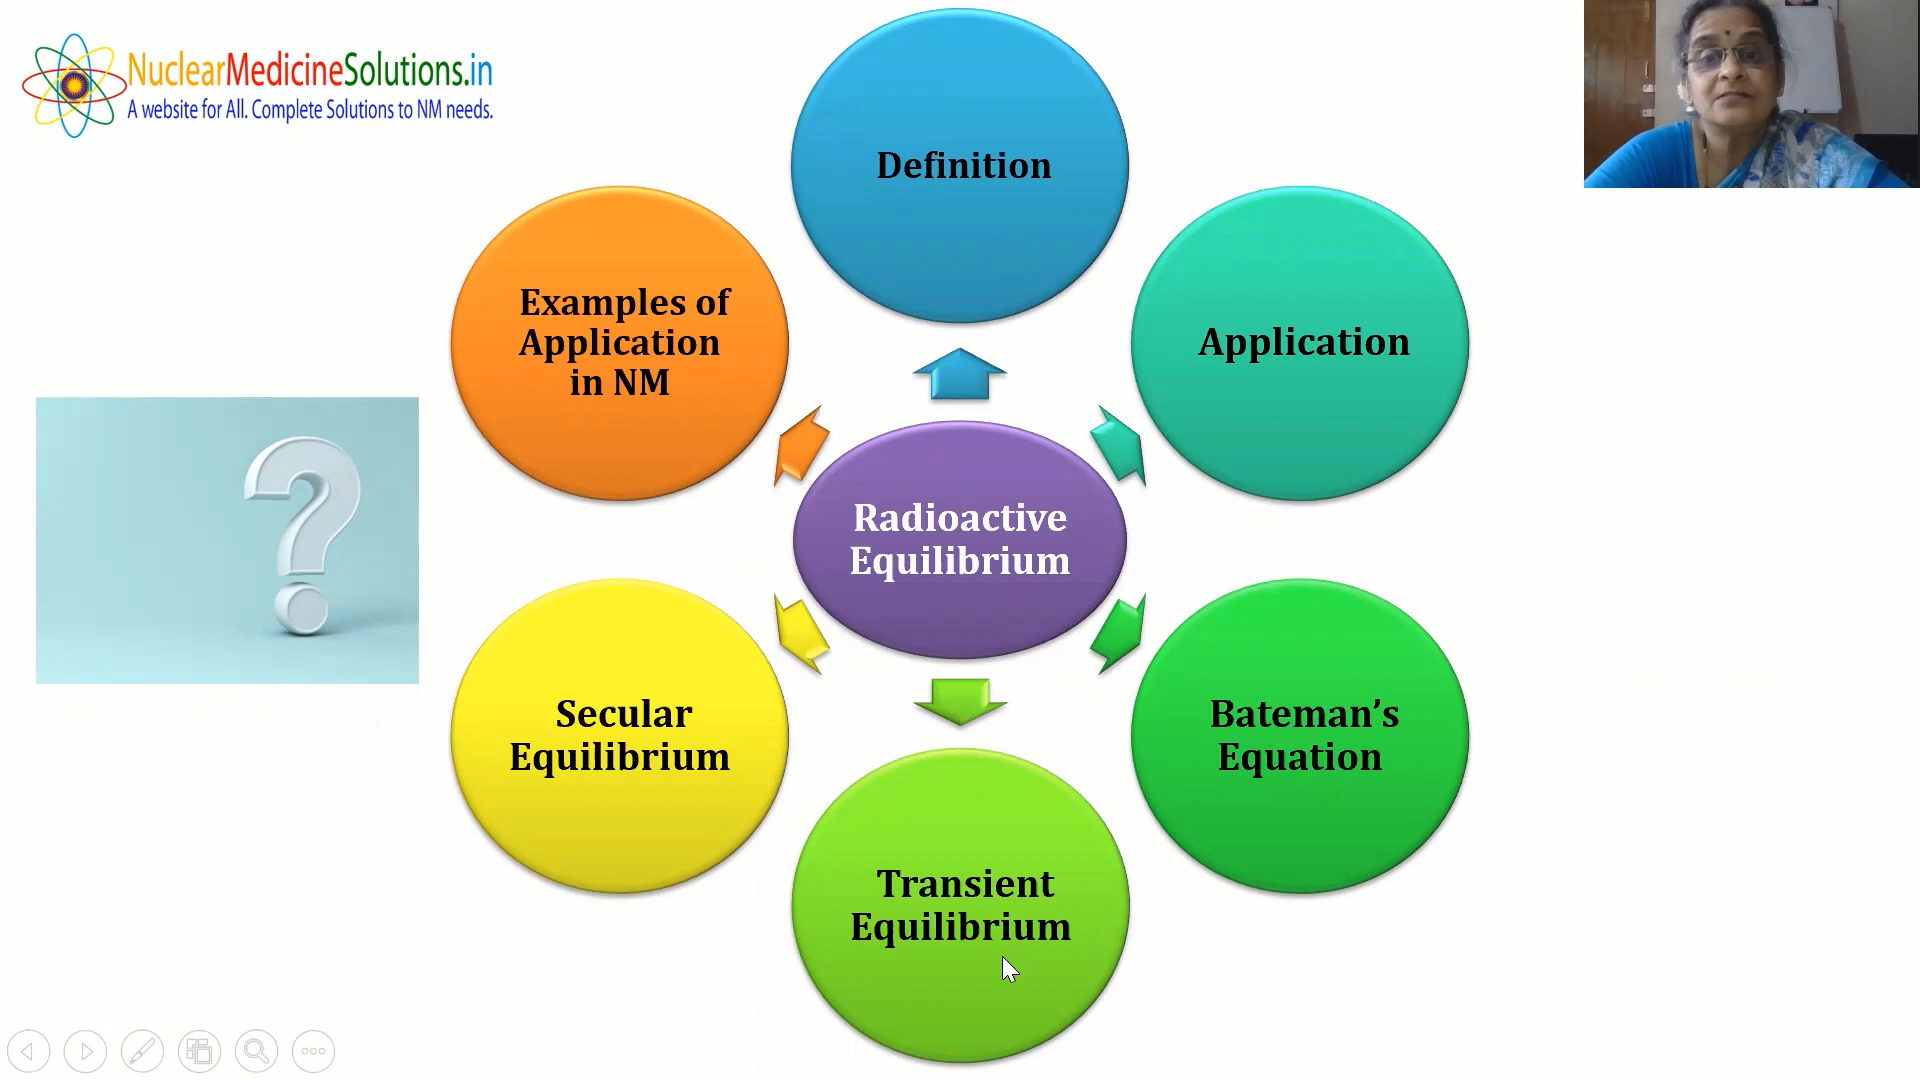 NuclearMedicineSolutions.in
A website for All. Complete Solutions to NM needs.
Definition
Application
Bateman’s
Equation
Transient
Equilibrium
Secular
Equilibrium
Examples of
Application
in NM
Radioactive
Equilibrium